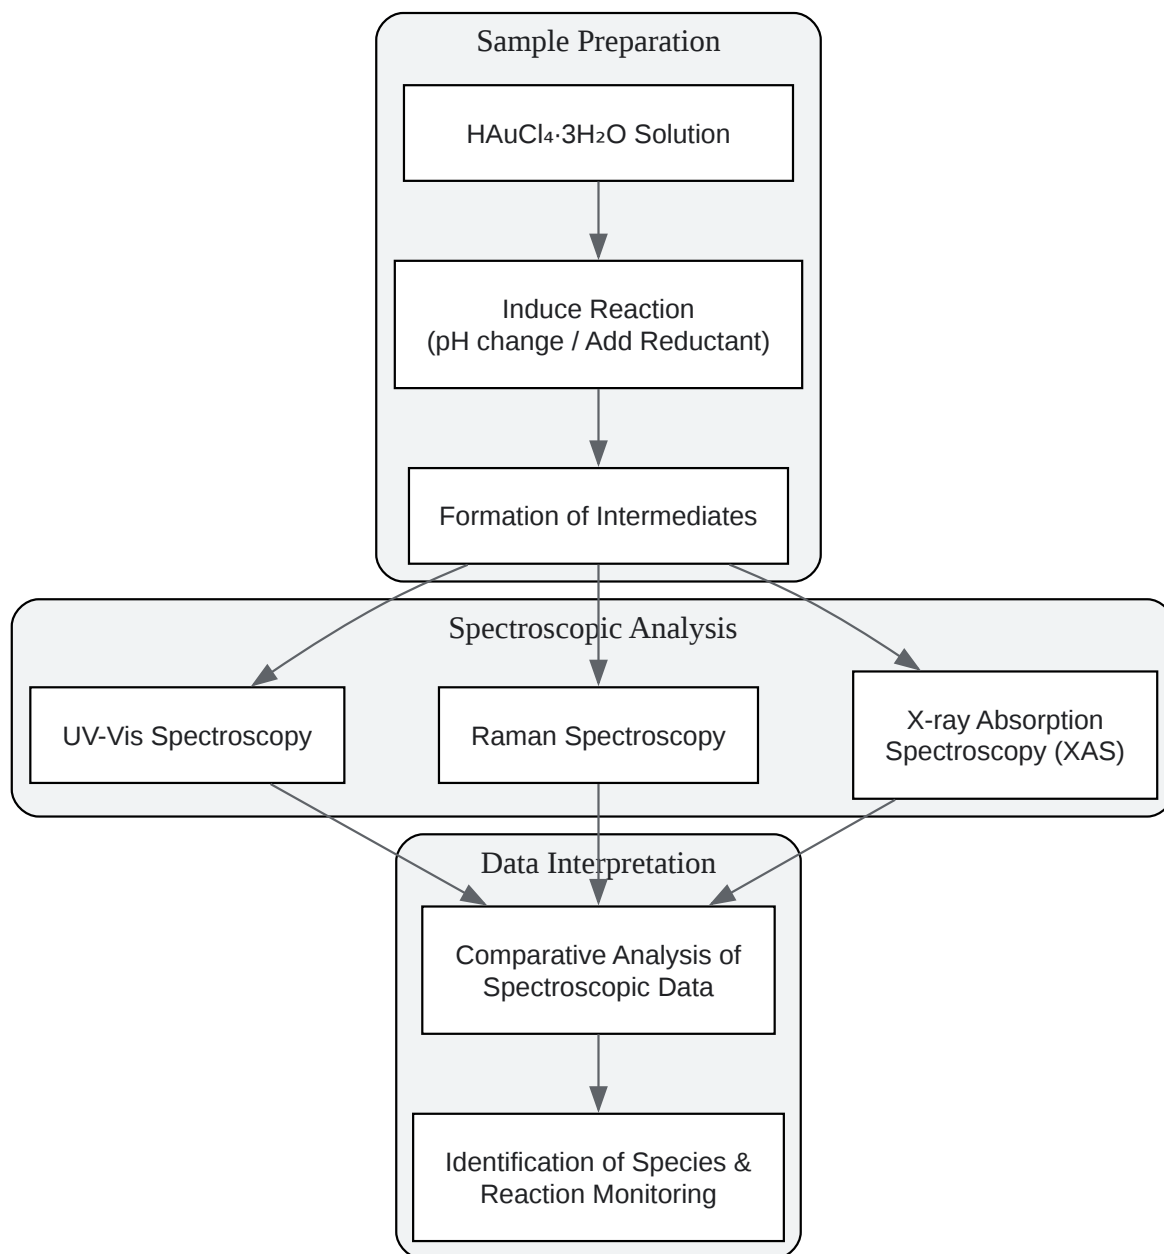 Sample Preparation
HAuCl₄·3H₂O Solution
Induce Reaction
(pH change / Add Reductant)
Formation of Intermediates
Spectroscopic Analysis
UV-Vis Spectroscopy
Raman Spectroscopy
X-ray Absorption
Spectroscopy (XAS)
Data Interpretation
Comparative Analysis of
Spectroscopic Data
Identification of Species &
Reaction Monitoring